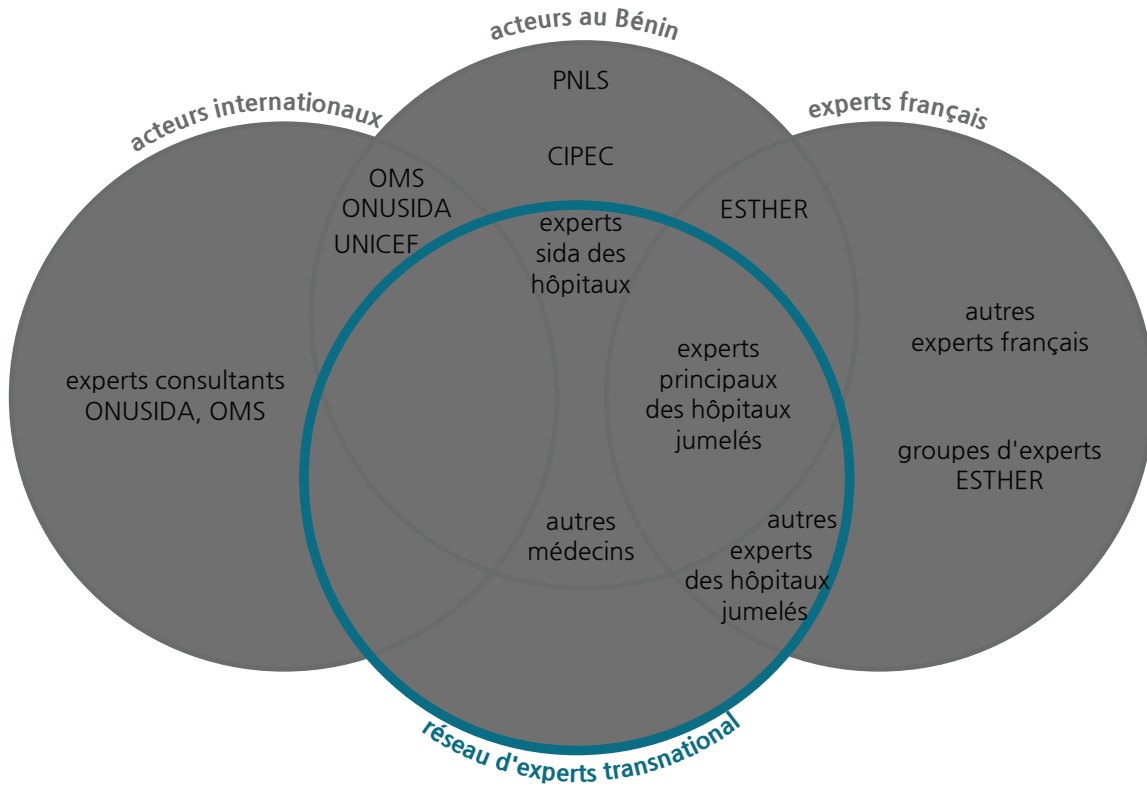 acteurs au Bénin
PNLS
CIPEC
acteurs internationaux
OMS
ONUSIDA
UNICEF
experts français
ESTHER
experts
sida des
hôpitaux
autres
experts français
experts
principaux
des hôpitaux
jumelés
experts consultants
ONUSIDA, OMS
groupes d'experts
ESTHER
autres
médecins
autres
experts
des hôpitaux
jumelés
réseau d'experts transnational